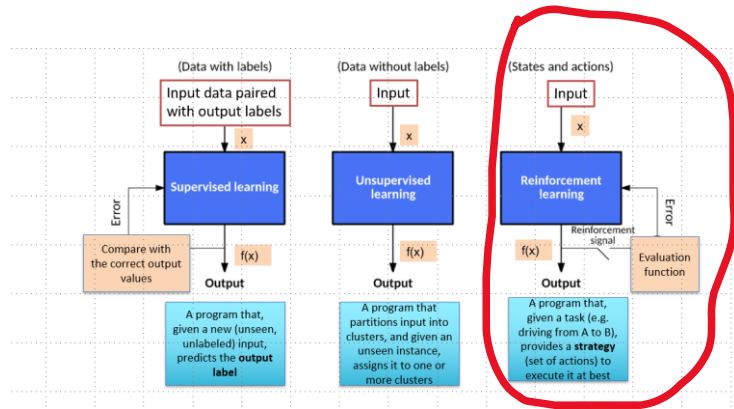 (Data with labels)
Input data paired
with output labels
x
Supervised learning
Error
Compare with
the correct output
values
f(x)
Output
A program that,
given a new (unseen,
unlabeled) input,
predicts the output
label
(Data without labels)
Input
x
Unsupervised
learning
f(x)
Output
A program that
partitions input into
clusters, and given an
unseen instance,
assigns it to one or
more clusters
(States and actions)
Input
x
Reinforcement
learning
Error
Reinforcement
signal
f(x)
Evaluation
function
Output
A program that,
given a task (e.g.
driving from A to B),
provides a strategy
(set of actions) to
execute it at best